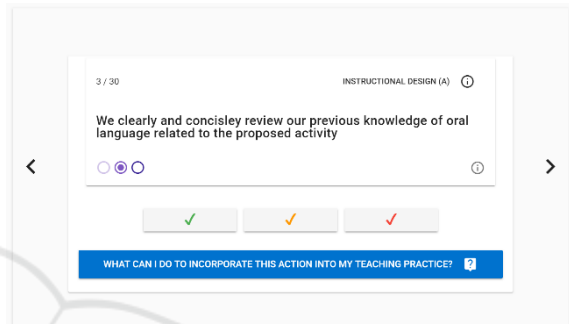 3 / 30
INSTRUCTIONAL DESIGN (A)
We clearly and concisley review our previous knowledge of oral
language related to the proposed activity
WHAT CAN I DO TO INCORPORATE THIS ACTION INTO MY TEACHING PRACTICE?